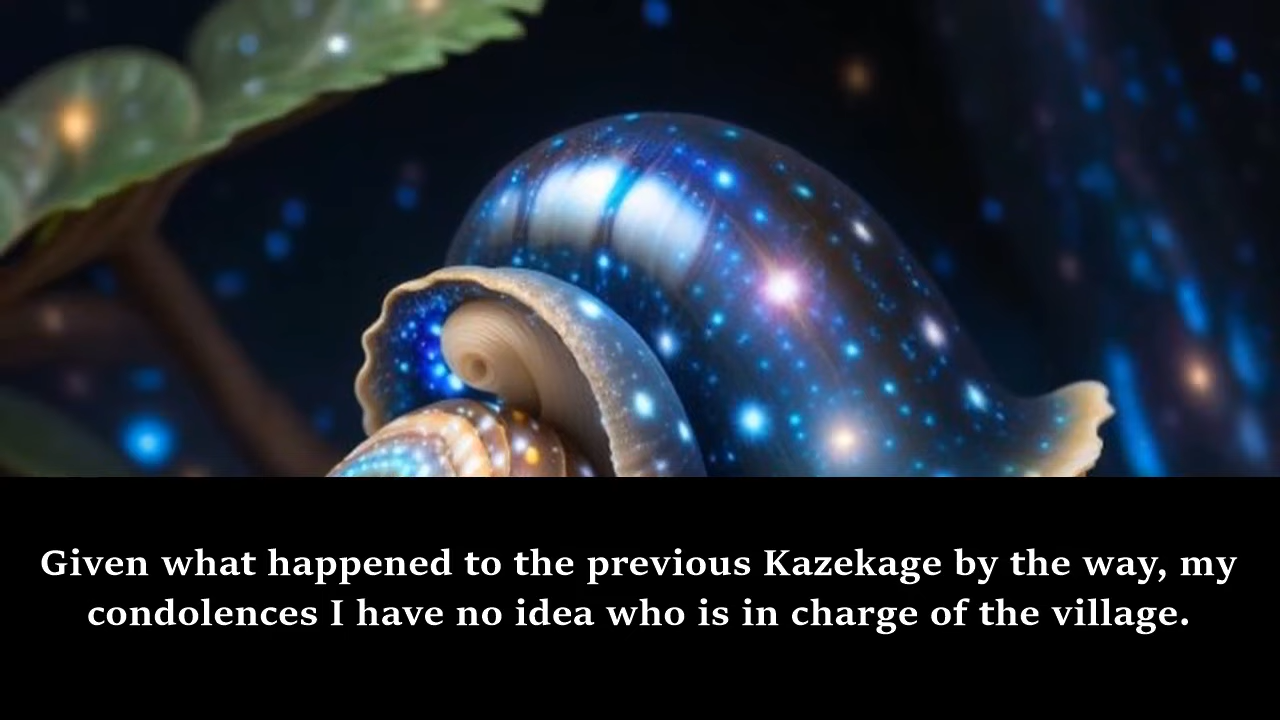 Given what happened to the previous Kazekage by the way, my
condolences I have no idea who is in charge of the village.